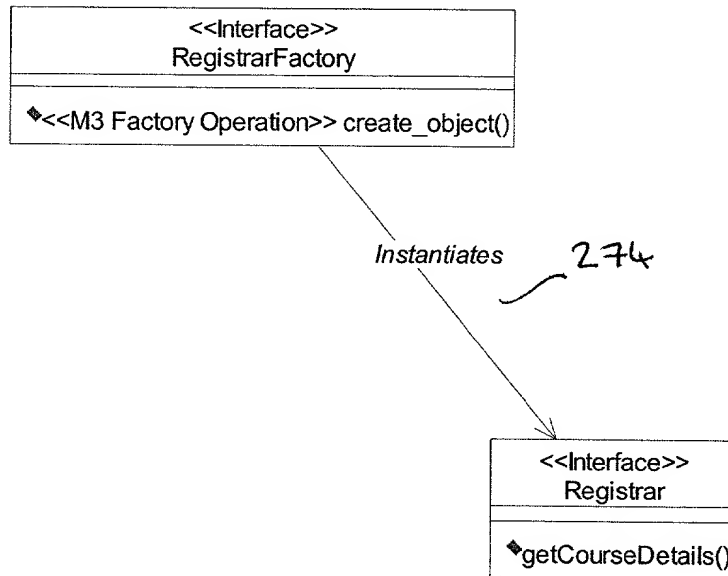 <<Interface>>
RegistrarFactory
<<M3 Factory Operation>> create_object()
Instantiates
274
<<Interface>>
Registrar
getCourseDetails()